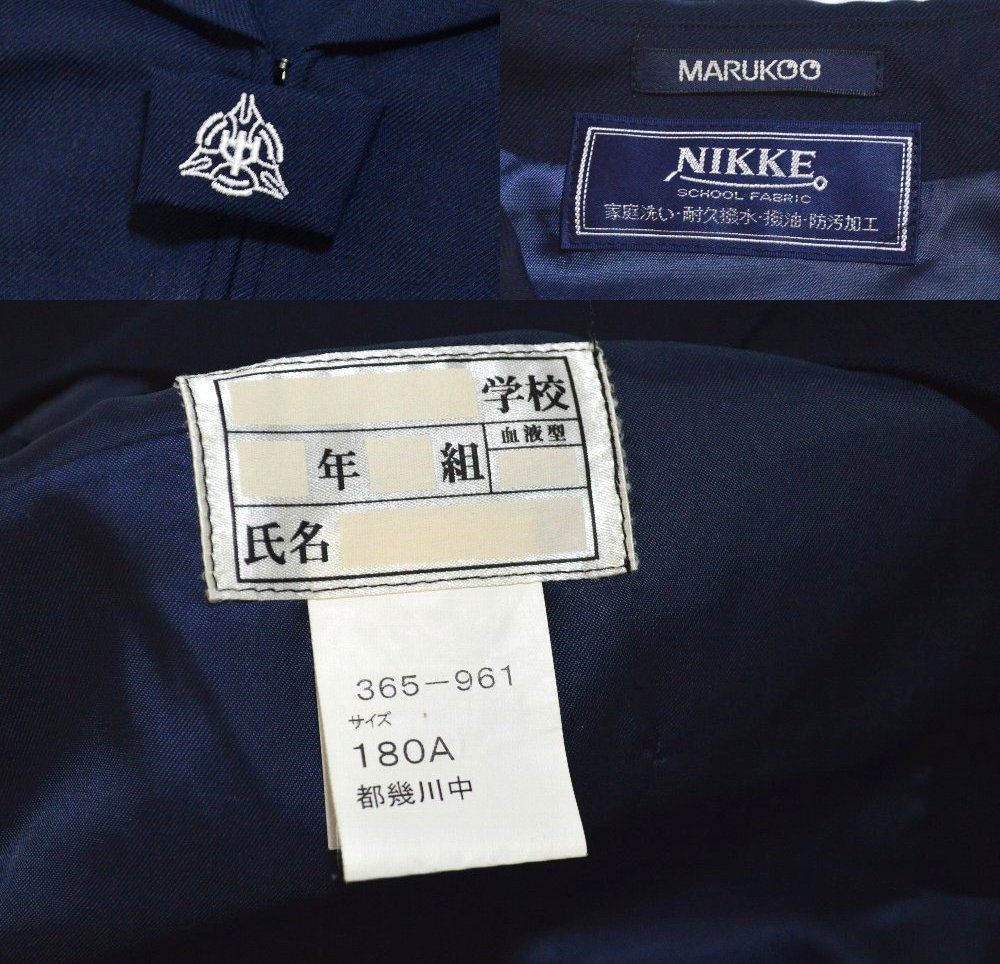 MARUKOO
NIKKE
SCHOOL FABRIC
家庭洗い・耐久撥水・撥油・防汚加工
学校
年 組 血液型
氏名
365-961
サイズ
180A
都幾川中